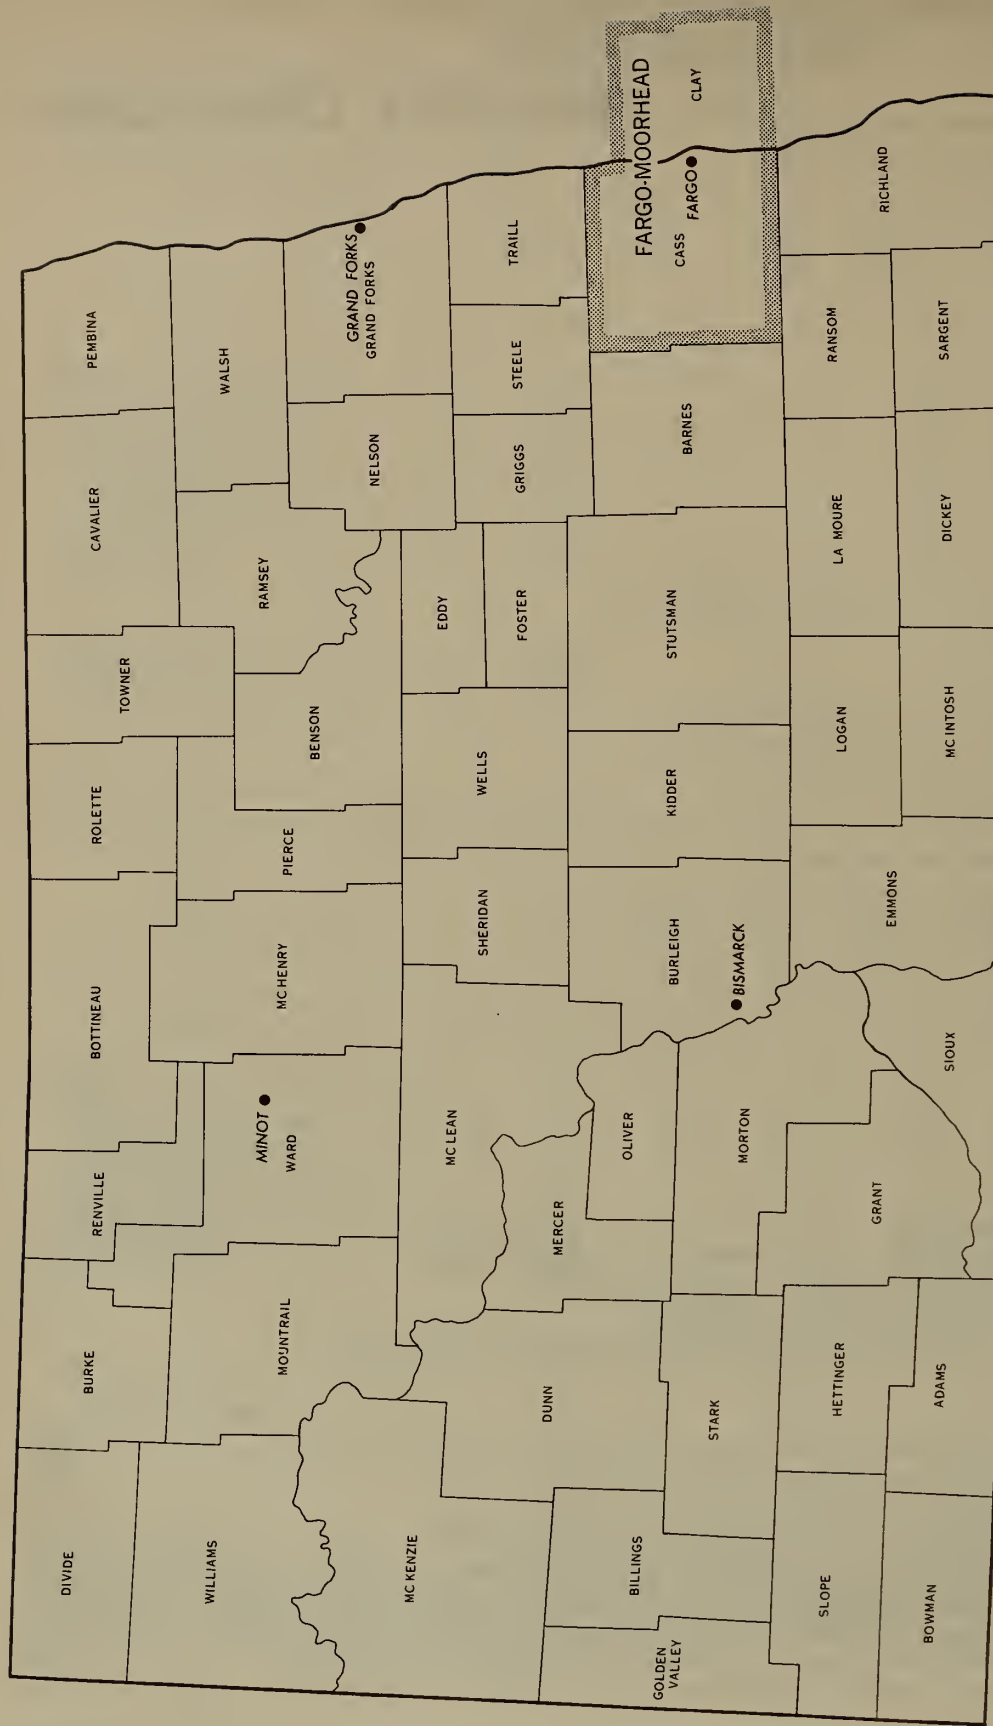 DIVIDE
BURKE
RENVILLE
BOTTINEAU
ROLETTE
TOWNER
CAVALIER
PEMBINA
WILLIAMS
MOUNTRAIL
MINOT
WARD
MC HENRY
PIERCE
BENSON
RAMSEY
WALSH
NELSON
GRAND FORKS
GRAND FORKS
MC KENZIE
DUNN
MERCER
MC LEAN
OLIVER
SHERIDAN
WELLS
EDDY
FOSTER
GRIGGS
STEELE
TRAILL
GOLDEN
VALLEY
BILLINGS
STARK
MORTON
BURLEIGH
BISMARCK
KIDDER
STUTSMAN
BARNES
FARGO-MOORHEAD
CASS
FARGO
CLAY
SLOPE
HETTINGER
GRANT
EMMONS
LOGAN
LA MOURE
RANSOM
RICHLAND
BOWMAN
ADAMS
SIOUX
MC INTOSH
DICKEY
SARGENT